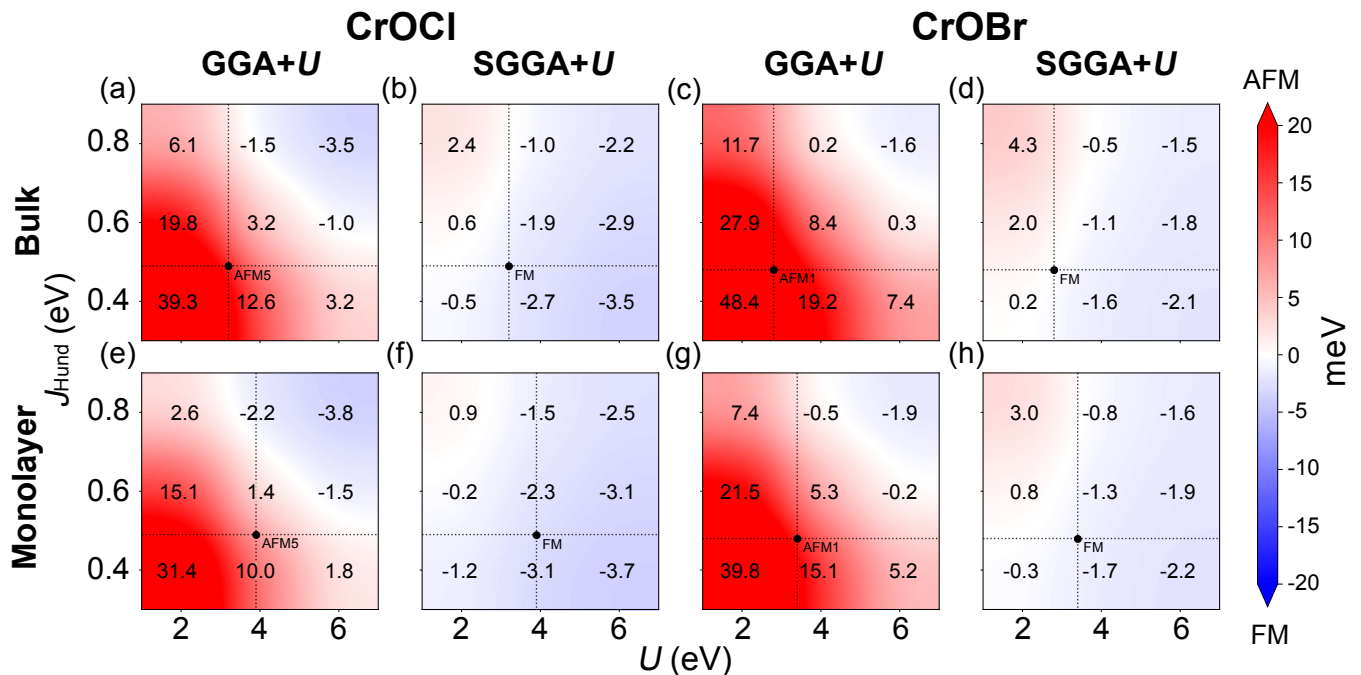 CrOCl CrOBr
GGA+U SGGA+U GGA+U SGGA+U
(a) (b) (c) (d)
AFM
Bulk
Monolayer
J_Hund (eV)
0.8 6.1 -1.5 -3.5 2.4 -1.0 -2.2 11.7 0.2 -1.6 4.3 -0.5 -1.5
0.6 19.8 3.2 -1.0 0.6 -1.9 -2.9 27.9 8.4 0.3 2.0 -1.1 -1.8
AFM5 FM AFM1 FM
0.4 39.3 12.6 3.2 -0.5 -2.7 -3.5 48.4 19.2 7.4 0.2 -1.6 -2.1
(e) (f) (g) (h)
0.8 2.6 -2.2 -3.8 0.9 -1.5 -2.5 7.4 -0.5 -1.9 3.0 -0.8 -1.6
0.6 15.1 1.4 -1.5 -0.2 -2.3 -3.1 21.5 5.3 -0.2 0.8 -1.3 -1.9
AFM5 FM AFM1 FM
0.4 31.4 10.0 1.8 -1.2 -3.1 -3.7 39.8 15.1 5.2 -0.3 -1.7 -2.2
2 4 6 2 4 6 2 4 6 2 4 6
U (eV)
20
15
10
5
0
-5
-10
-15
-20
meV
FM